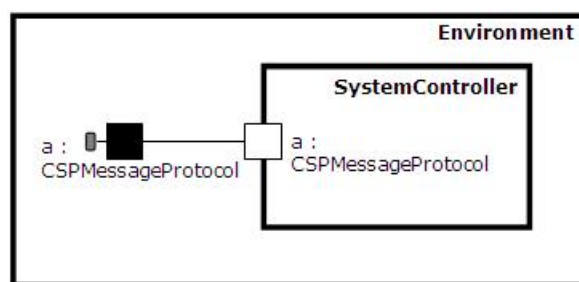 Environment
SystemController
a :
CSPMessageProtocol
a :
CSPMessageProtocol